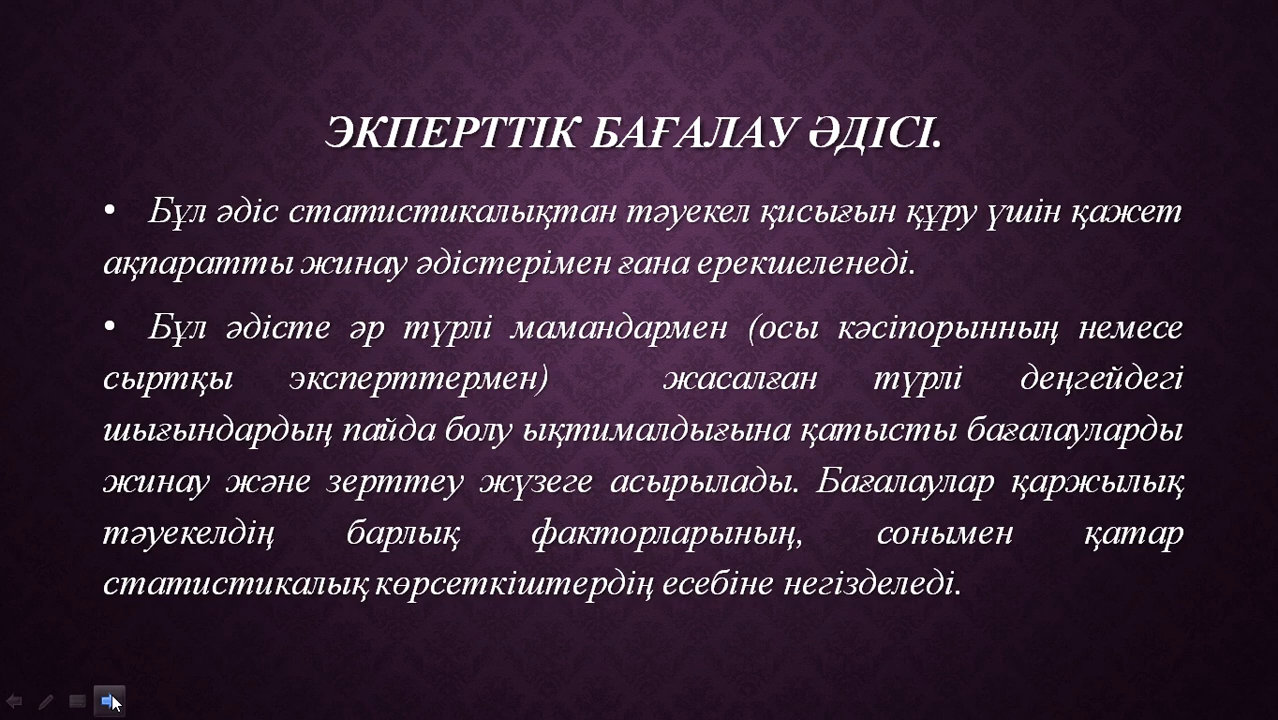 ЭКПЕРТТІК БАҒАЛАУ ӘДІСІ.
• Бұл әдіс статистикалықтан тәуекел қисығын құру үшін қажет
ақпаратты жинау әдістерімен ғана ерекшеленеді.
• Бұл әдісте әр түрлі мамандармен (осы кәсіпорынның немесе
сыртқы эксперттермен) жасалған түрлі деңгейдегі
шығындардың пайда болу ықтималдығына қатысты бағалауларды
жинау және зерттеу жүзеге асырылады. Бағалаулар қаржылық
тәуекелдің барлық факторларының, сонымен қатар
статистикалық көрсеткіштердің есебіне негізделеді.